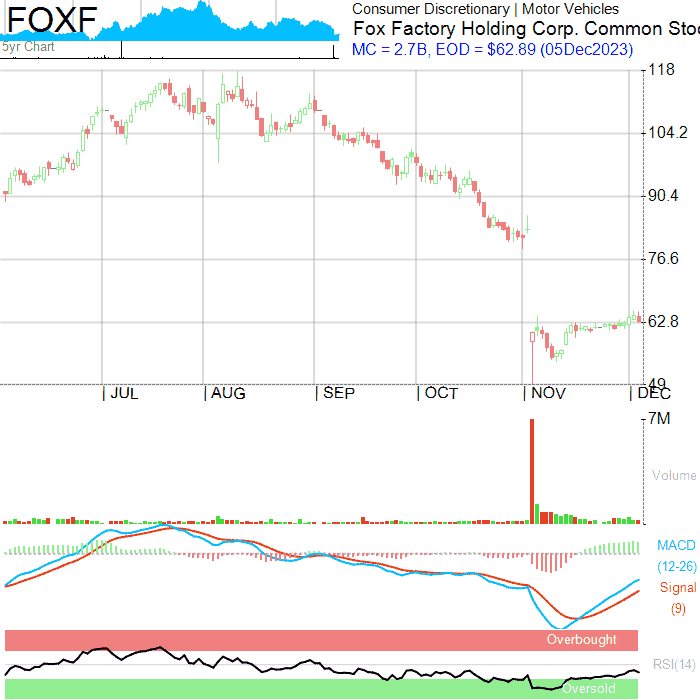 FOXF
5yr Chart
Consumer Discretionary | Motor Vehicles
Fox Factory Holding Corp. Common Stoc
MC = 2.7B, EOD = $62.89 (05Dec2023)
118
104.2
90.4
76.6
62.8
49
| JUL | AUG | SEP | OCT | NOV | DEC
7M
Volume
MACD
(12-26)
Signal
(9)
Overbought
RSI(14)
Oversold